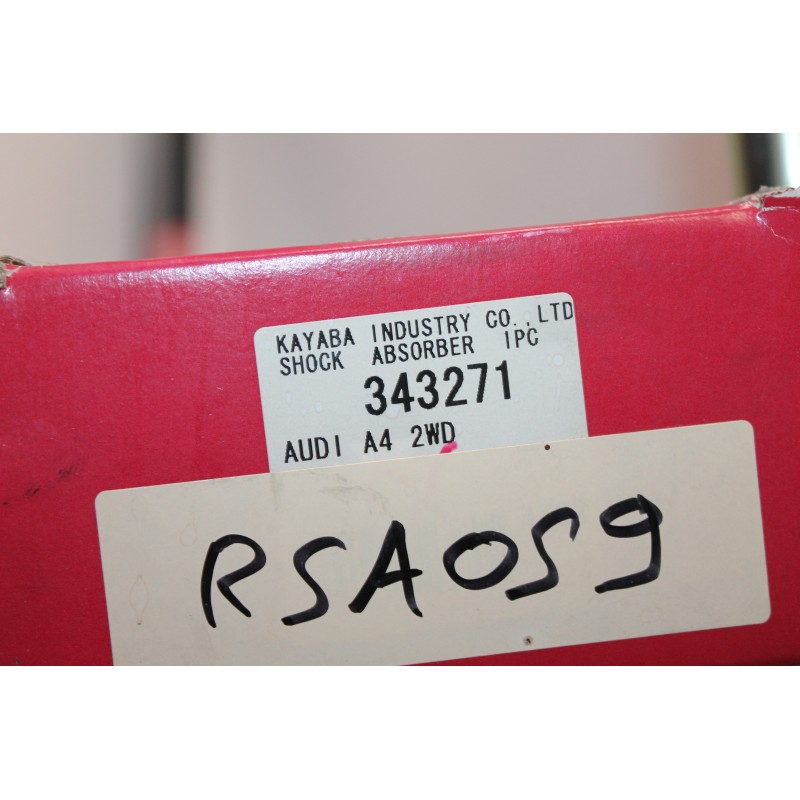 KAYABA INDUSTRY CO.,LTD
SHOCK ABSORBER 1PC
343271
AUDI A4 2WD
RSA059